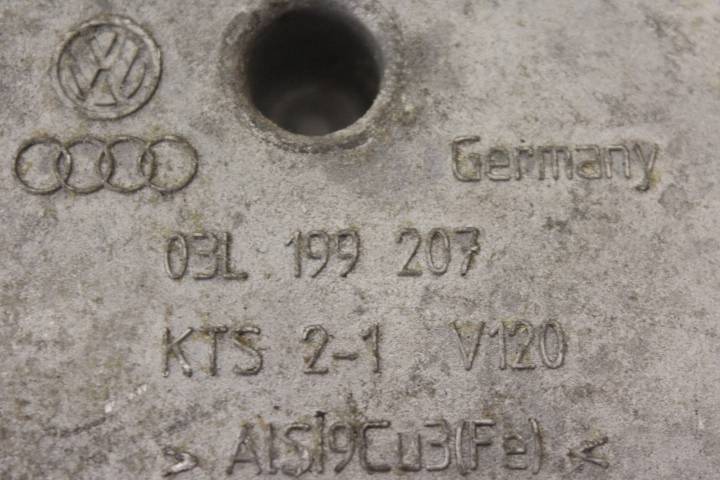 Germany
03L 199 207
KTS 2-1 V120
> AlSi9Cu3(Fe) <